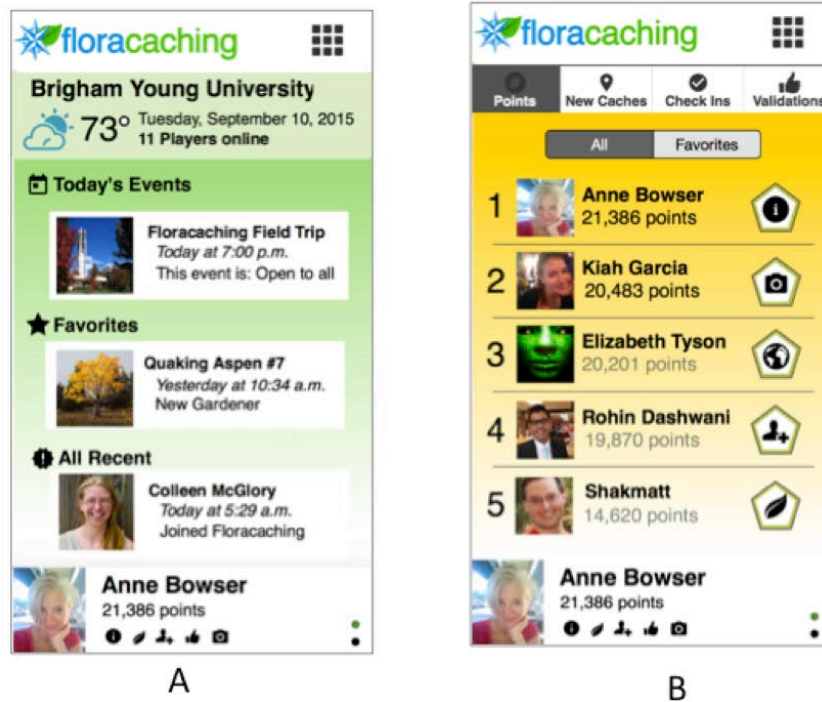 floracaching
Brigham Young University
73° Tuesday, September 10, 2015
11 Players online
Today's Events
Floracaching Field Trip
Today at 7:00 p.m.
This event is: Open to all
Favorites
Quaking Aspen #7
Yesterday at 10:34 a.m.
New Gardener
All Recent
Colleen McGlory
Today at 5:29 a.m.
Joined Floracaching
Anne Bowser
21,386 points
A
floracaching
Points New Caches Check Ins Validations
All Favorites
1 Anne Bowser
21,386 points
2 Kiah Garcia
20,483 points
3 Elizabeth Tyson
20,201 points
4 Rohin Dashwani
19,870 points
5 Shakmatt
14,620 points
Anne Bowser
21,386 points
B